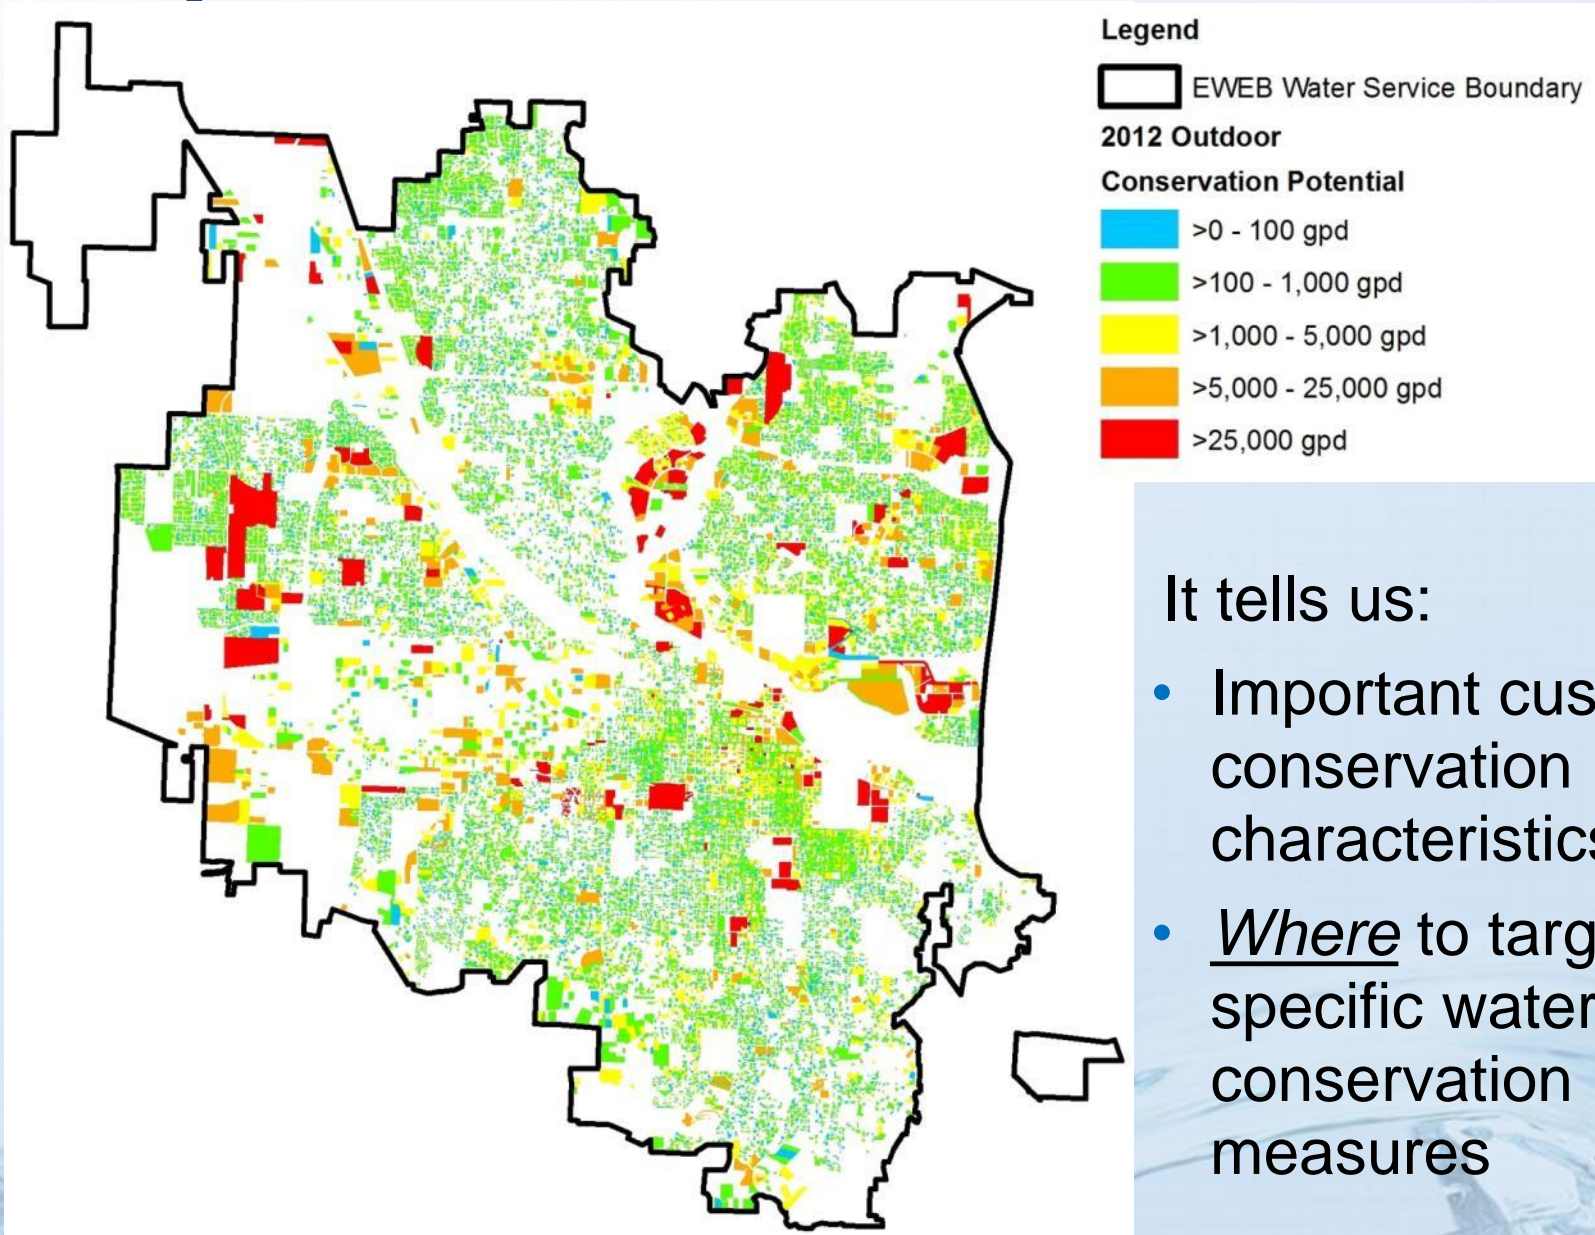 Legend
EWEB Water Service Boundary
2012 Outdoor
Conservation Potential
>0 - 100 gpd
>100 - 1,000 gpd
>1,000 - 5,000 gpd
>5,000 - 25,000 gpd
>25,000 gpd
It tells us:
• Important cus
conservation
characteristics
• Where to targ
specific water
conservation
measures